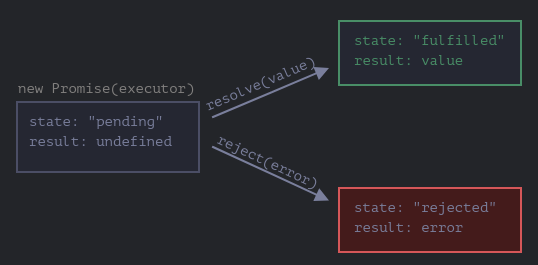 state: "fulfilled"
result: value
resolve(value)
new Promise(executor)
state: "pending"
result: undefined
reject(error)
state: "rejected"
result: error